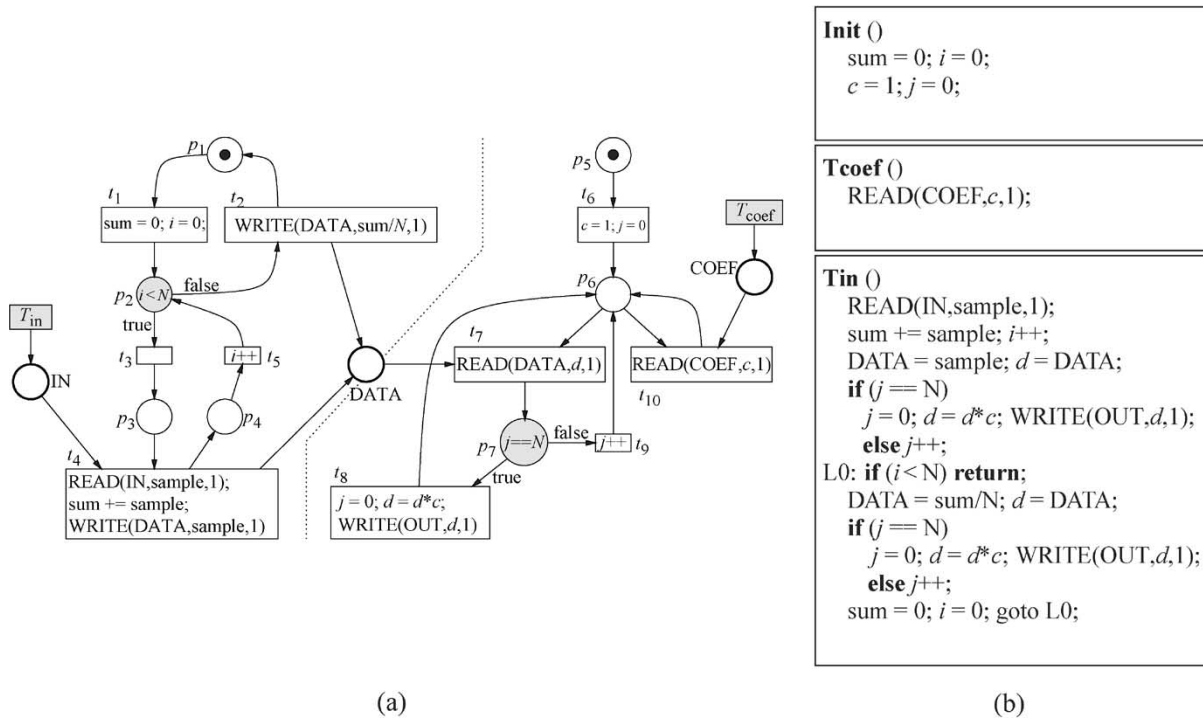 p1
t1
sum = 0; i = 0;
t2
WRITE(DATA,sum/N,1)
p2
i < N
false
true
Tin
IN
t3
i++
t5
p3
p4
t4
READ(IN,sample,1);
sum += sample;
WRITE(DATA,sample,1)
DATA
p5
t6
c = 1; j = 0
Tcoef
COEF
p6
t7
READ(DATA,d,1)
READ(COEF,c,1)
t10
p7
j==N
false
j++
t9
true
t8
j = 0; d = d*c;
WRITE(OUT,d,1)
(a)
Init ()
sum = 0; i = 0;
c = 1; j = 0;
Tcoef ()
READ(COEF,c,1);
Tin ()
READ(IN,sample,1);
sum += sample; i++;
DATA = sample; d = DATA;
if (j == N)
j = 0; d = d*c; WRITE(OUT,d,1);
else j++;
L0: if (i < N) return;
DATA = sum/N; d = DATA;
if (j == N)
j = 0; d = d*c; WRITE(OUT,d,1);
else j++;
sum = 0; i = 0; goto L0;
(b)